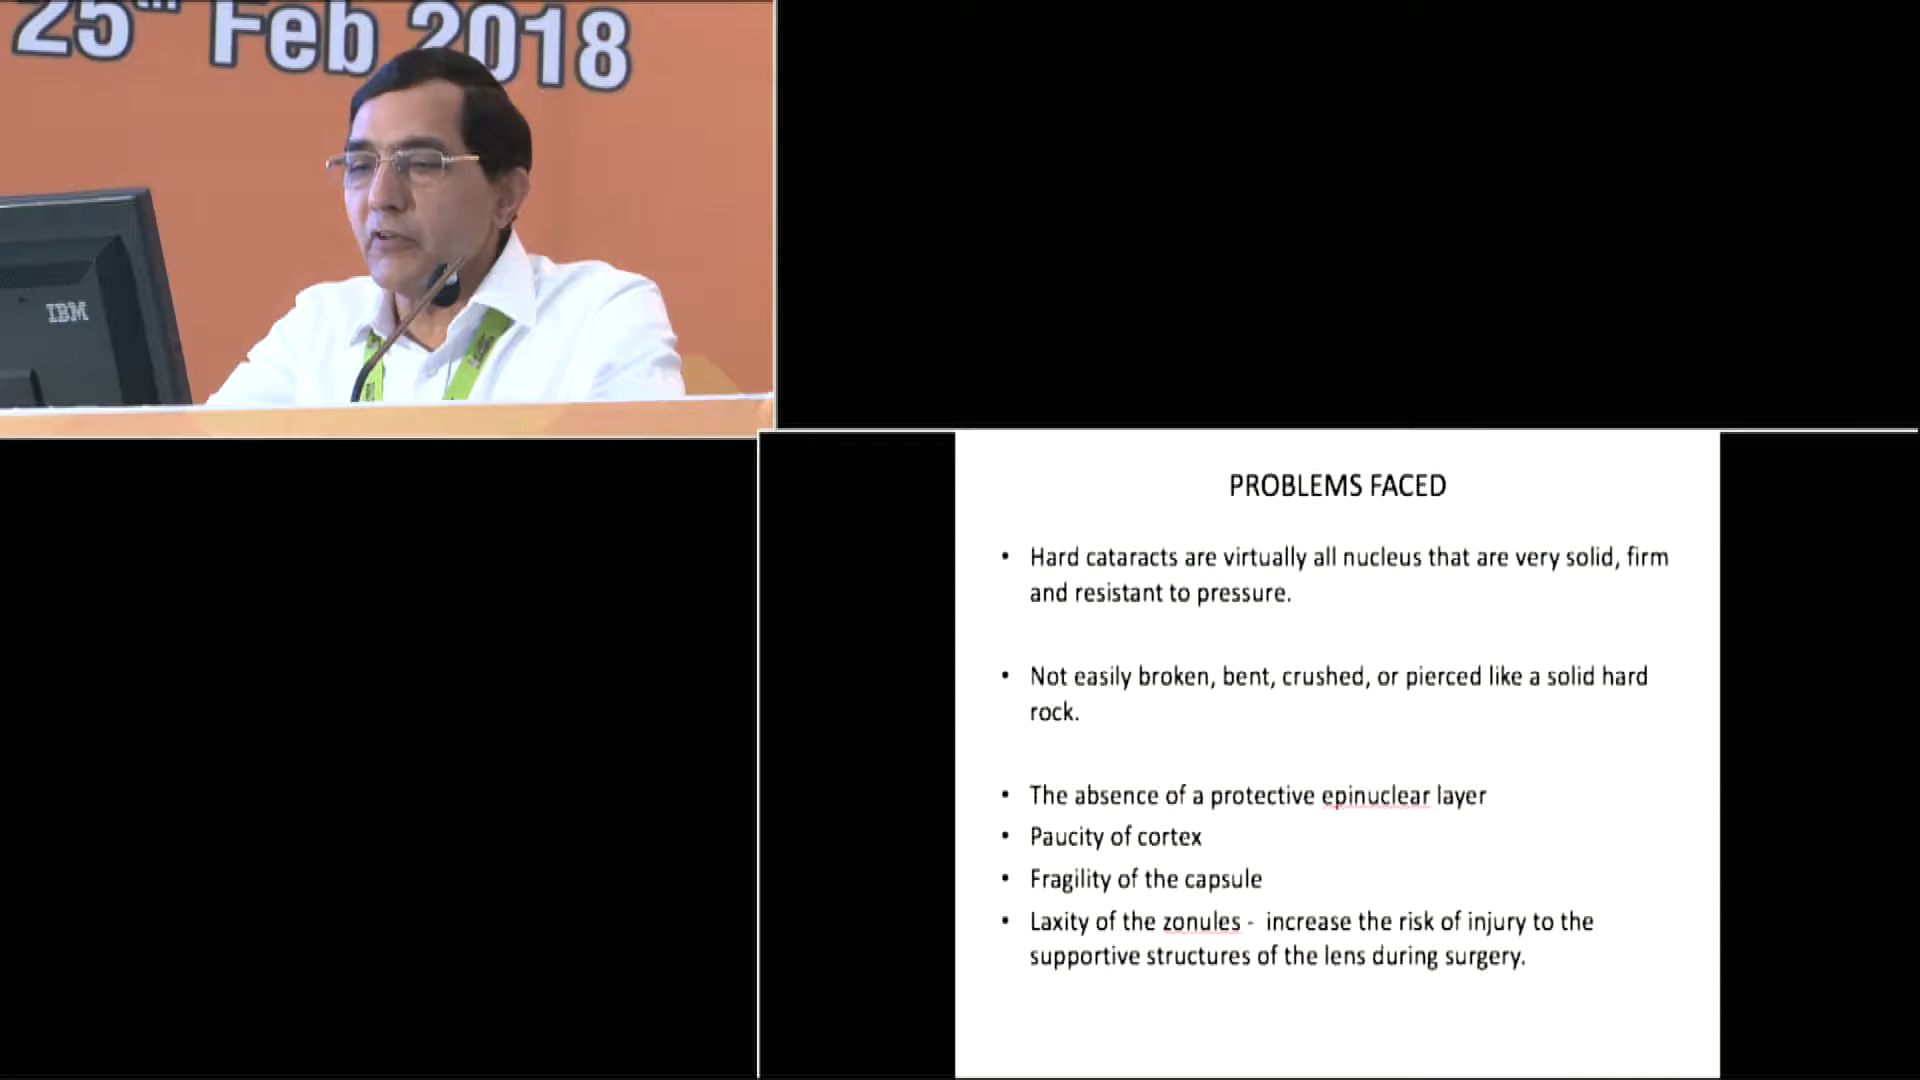 25th Feb 2018
IBM
PROBLEMS FACED
• Hard cataracts are virtually all nucleus that are very solid, firm
and resistant to pressure.
• Not easily broken, bent, crushed, or pierced like a solid hard
rock.
• The absence of a protective epinuclear layer
• Paucity of cortex
• Fragility of the capsule
• Laxity of the zonules - increase the risk of injury to the
supportive structures of the lens during surgery.